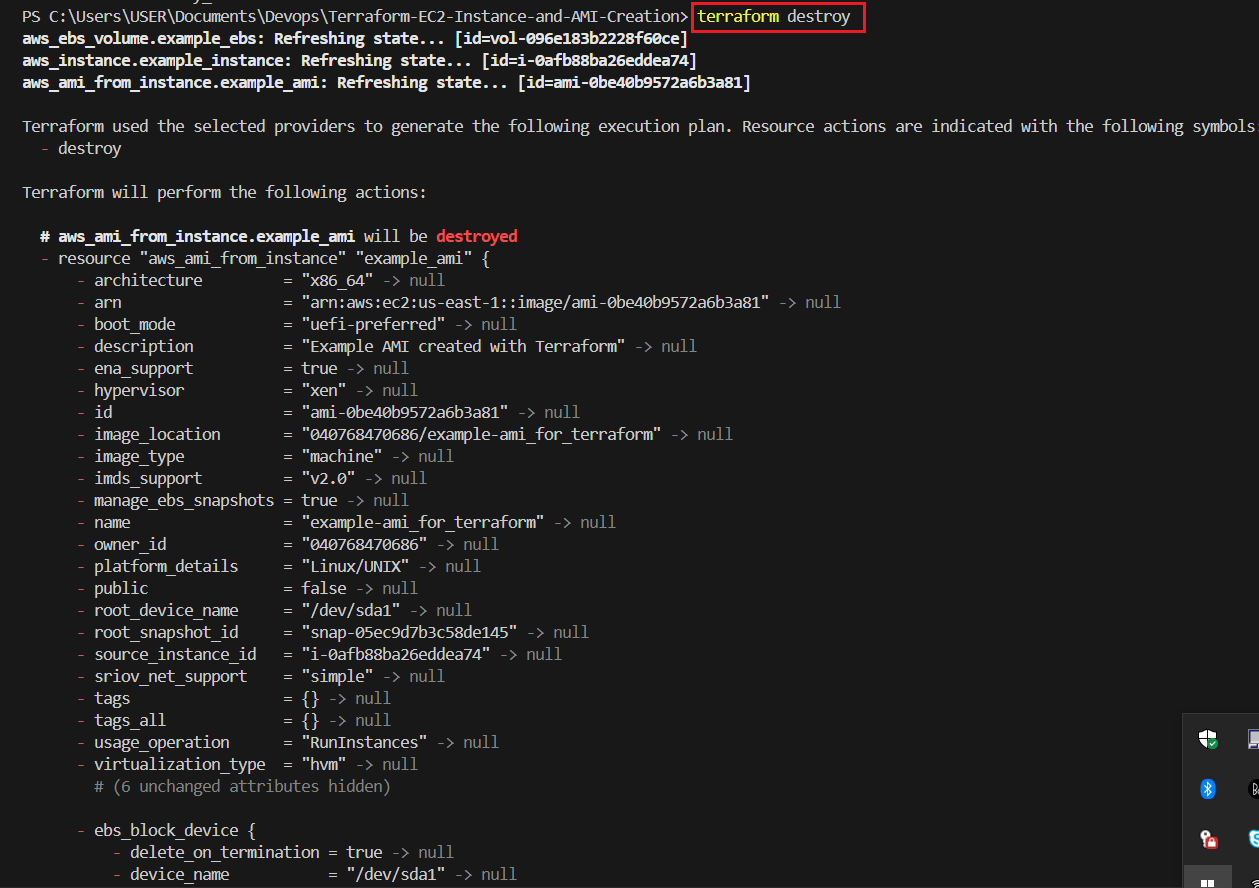 PS C:\Users\USER\Documents\Devops\Terraform-EC2-Instance-and-AMI-Creation> terraform destroy
aws_ebs_volume.example_ebs: Refreshing state... [id=vol-096e183b2228f60ce]
aws_instance.example_instance: Refreshing state... [id=i-0afb88ba26eddea74]
aws_ami_from_instance.example_ami: Refreshing state... [id=ami-0be40b9572a6b3a81]

Terraform used the selected providers to generate the following execution plan. Resource actions are indicated with the following symbols
  - destroy

Terraform will perform the following actions:

  # aws_ami_from_instance.example_ami will be destroyed
  - resource "aws_ami_from_instance" "example_ami" {
      - architecture         = "x86_64" -> null
      - arn                  = "arn:aws:ec2:us-east-1::image/ami-0be40b9572a6b3a81" -> null
      - boot_mode            = "uefi-preferred" -> null
      - description          = "Example AMI created with Terraform" -> null
      - ena_support          = true -> null
      - hypervisor           = "xen" -> null
      - id                   = "ami-0be40b9572a6b3a81" -> null
      - image_location       = "040768470686/example-ami_for_terraform" -> null
      - image_type           = "machine" -> null
      - imds_support         = "v2.0" -> null
      - manage_ebs_snapshots = true -> null
      - name                 = "example-ami_for_terraform" -> null
      - owner_id             = "040768470686" -> null
      - platform_details     = "Linux/UNIX" -> null
      - public               = false -> null
      - root_device_name     = "/dev/sda1" -> null
      - root_snapshot_id     = "snap-05ec9d7b3c58de145" -> null
      - source_instance_id   = "i-0afb88ba26eddea74" -> null
      - sriov_net_support    = "simple" -> null
      - tags                 = {} -> null
      - tags_all             = {} -> null
      - usage_operation      = "RunInstances" -> null
      - virtualization_type  = "hvm" -> null
        # (6 unchanged attributes hidden)

      - ebs_block_device {
          - delete_on_termination = true -> null
          - device_name           = "/dev/sda1" -> null